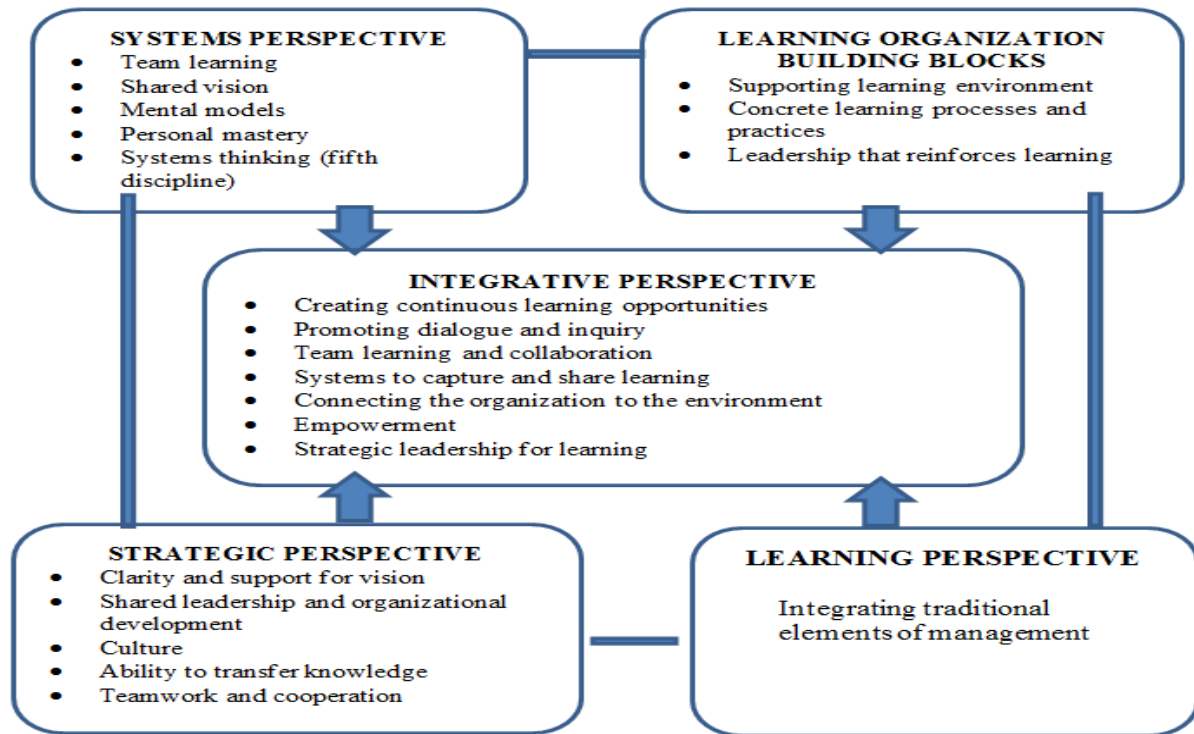 SYSTEMS PERSPECTIVE
• Team learning
• Shared vision
• Mental models
• Personal mastery
• Systems thinking (fifth
discipline)
LEARNING ORGANIZATION
BUILDING BLOCKS
• Supporting learning environment
• Concrete learning processes and
practices
• Leadership that reinforces learning
INTEGRATIVE PERSPECTIVE
• Creating continuous learning opportunities
• Promoting dialogue and inquiry
• Team learning and collaboration
• Systems to capture and share learning
• Connecting the organization to the environment
• Empowerment
• Strategic leadership for learning
STRATEGIC PERSPECTIVE
• Clarity and support for vision
• Shared leadership and organizational
development
• Culture
• Ability to transfer knowledge
• Teamwork and cooperation
LEARNING PERSPECTIVE
Integrating traditional
elements of management